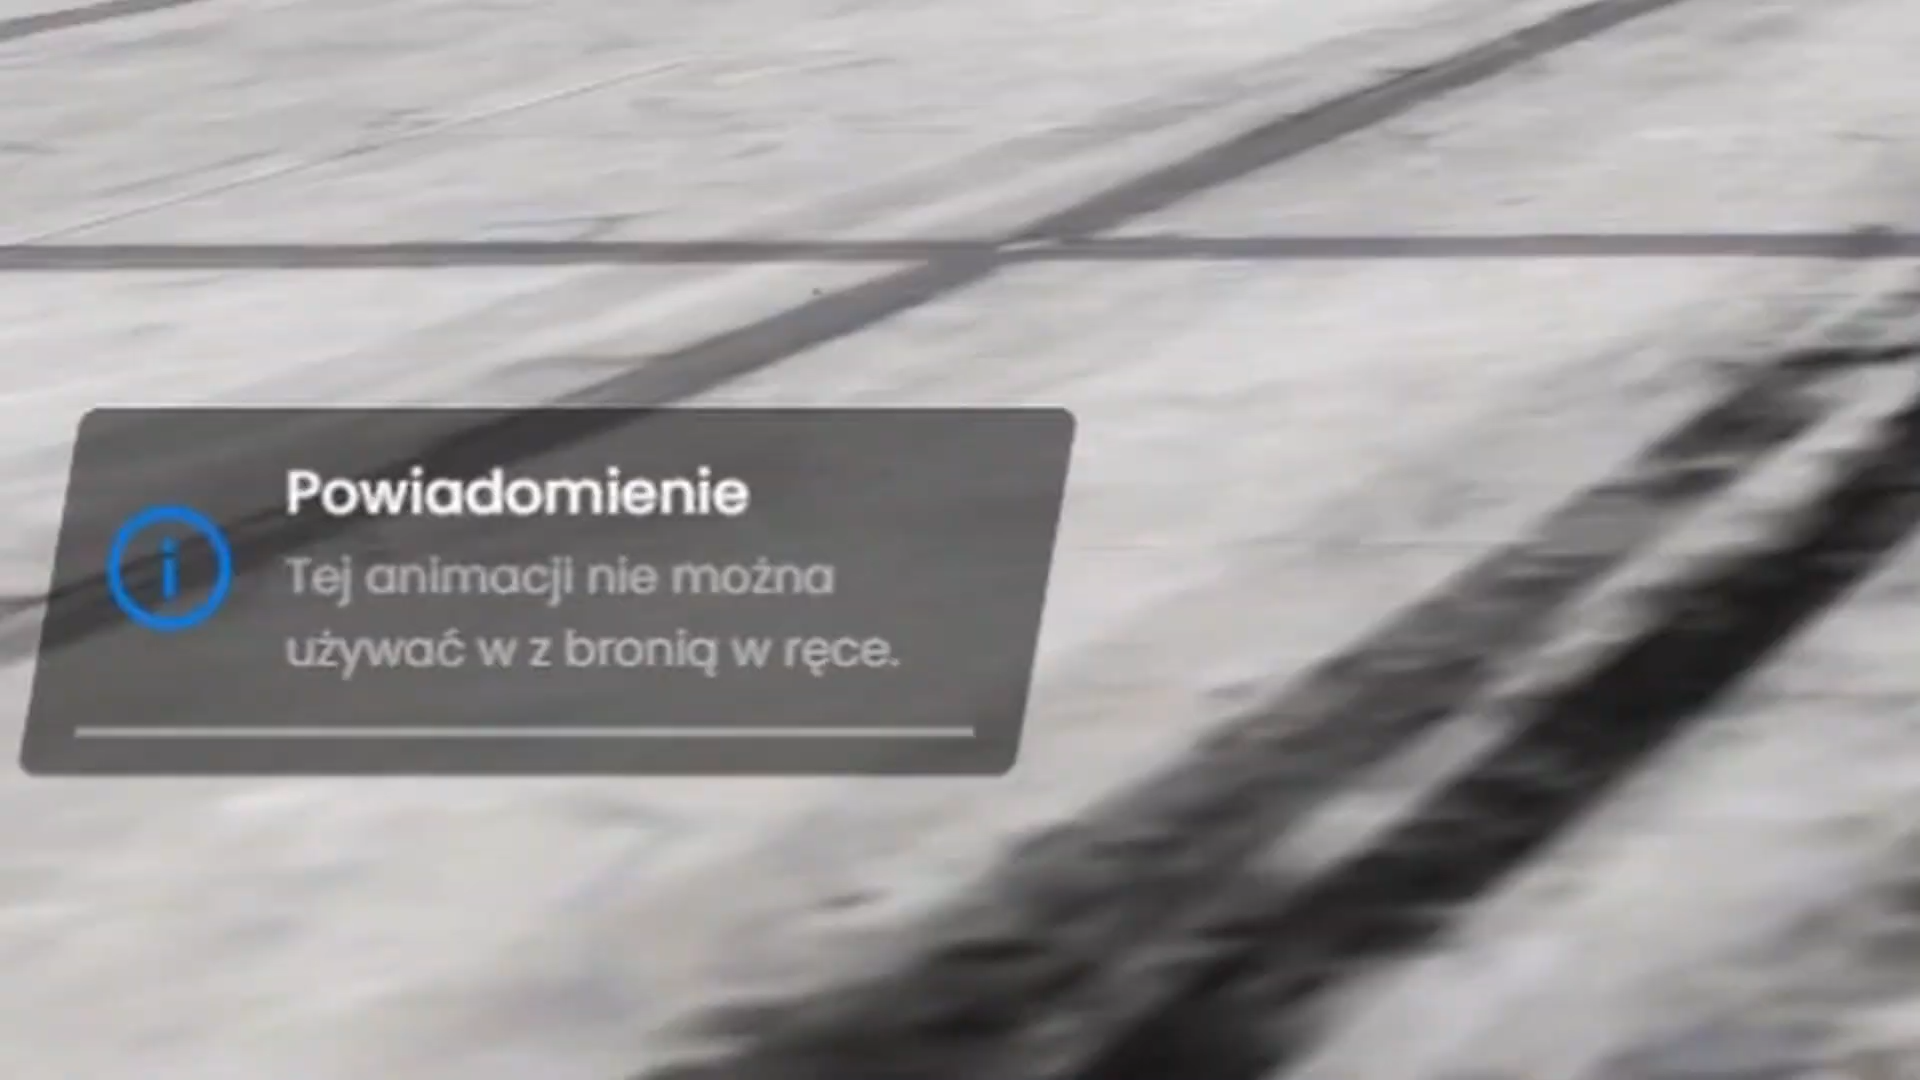 Powiadomienie
Tej animacji nie można
używać w z bronią w ręce.